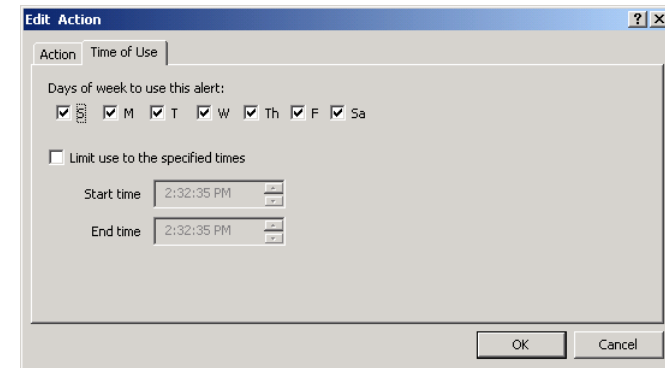 Edit Action
Action Time of Use
Days of week to use this alert:
S M T W Th F Sa
Limit use to the specified times
Start time 2:32:35 PM
End time 2:32:35 PM
OK Cancel